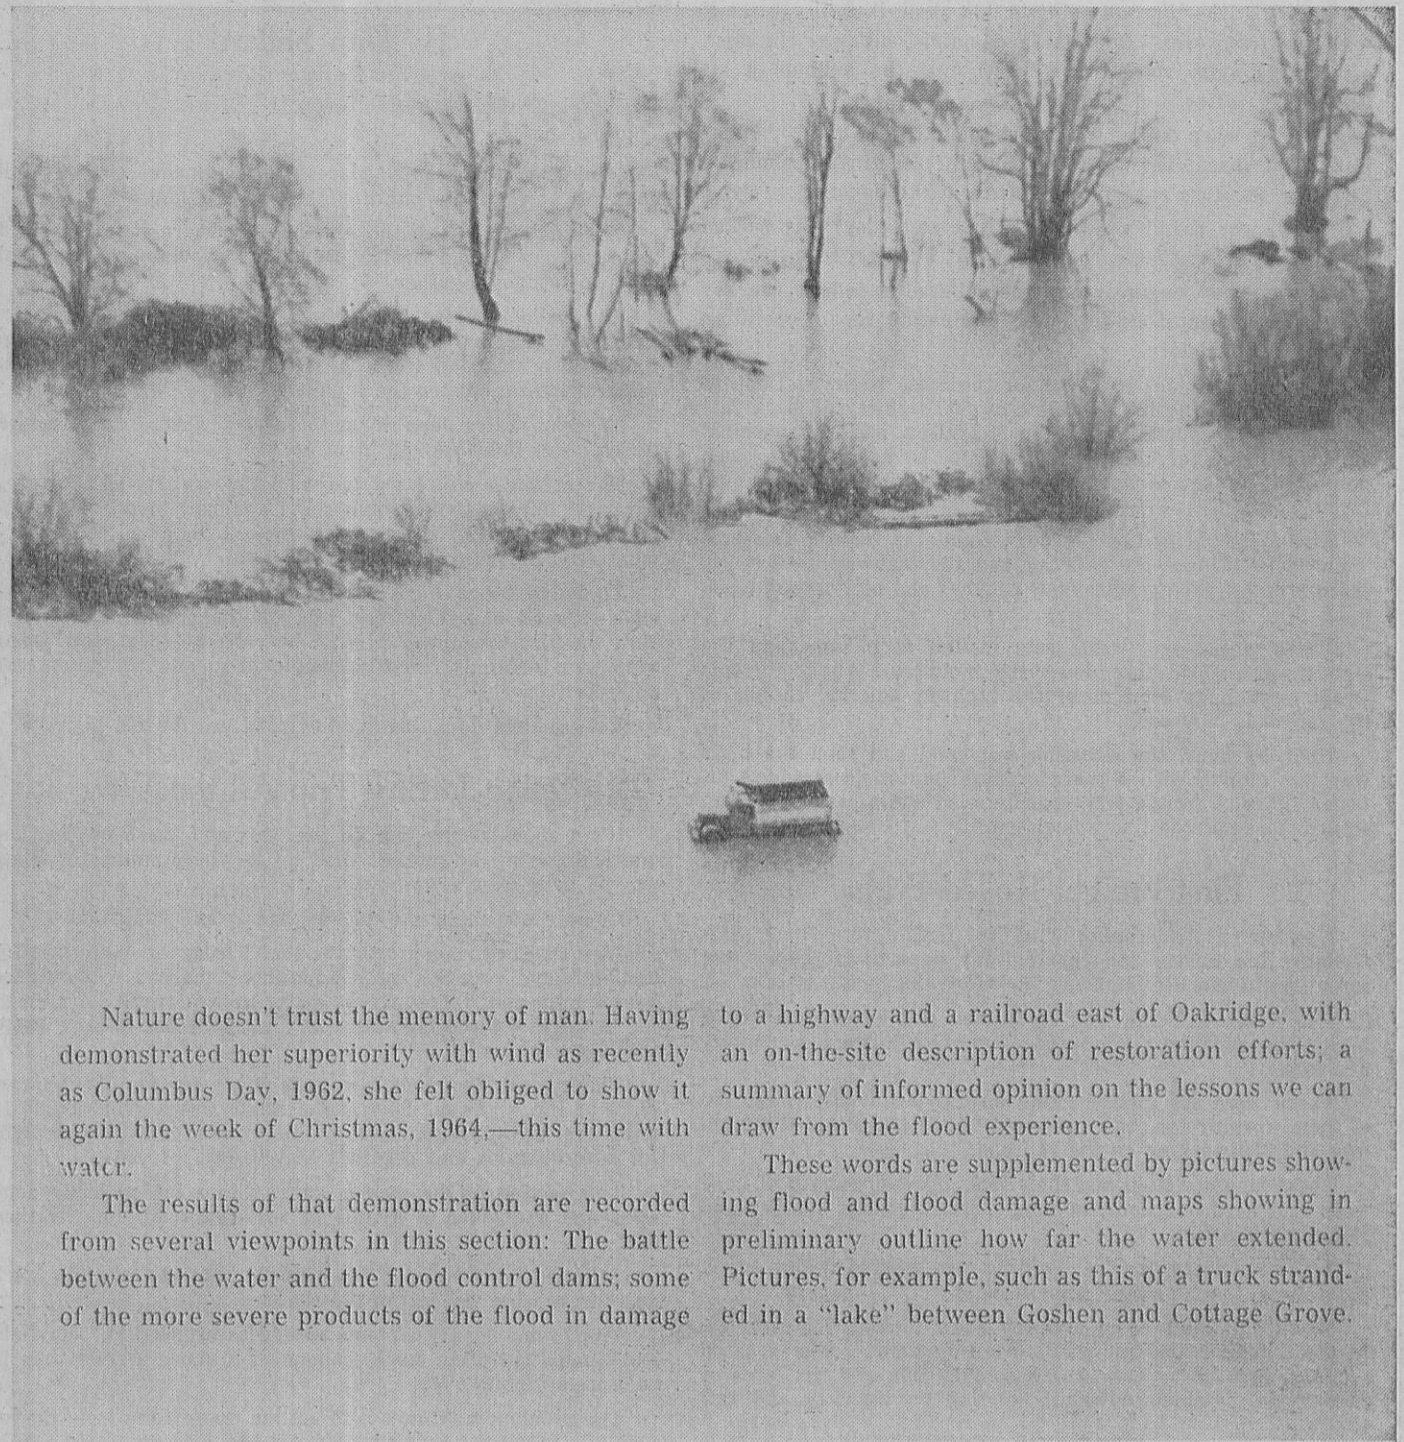 Nature doesn't trust the memory of man. Having
demonstrated her superiority with wind as recently
as Columbus Day, 1962, she felt obliged to show it
again the week of Christmas, 1964,—this time with
water.
The results of that demonstration are recorded
from several viewpoints in this section: The battle
between the water and the flood control dams; some
of the more severe products of the flood in damage
to a highway and a railroad east of Oakridge, with
an on-the-site description of restoration efforts; a
summary of informed opinion on the lessons we can
draw from the flood experience.
These words are supplemented by pictures show-
ing flood and flood damage and maps showing in
preliminary outline how far the water extended.
Pictures, for example, such as this of a truck strand-
ed in a "lake" between Goshen and Cottage Grove.